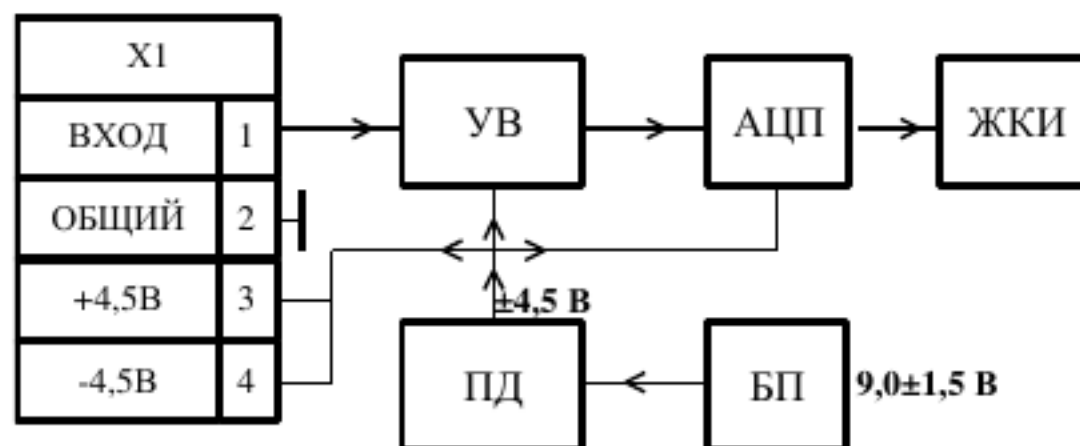 X1
ВХОД 1
ОБЩИЙ 2
+4,5В 3
-4,5В 4
УВ
АЦП
ЖКИ
±4,5 В
ПД
БП
9,0±1,5 В